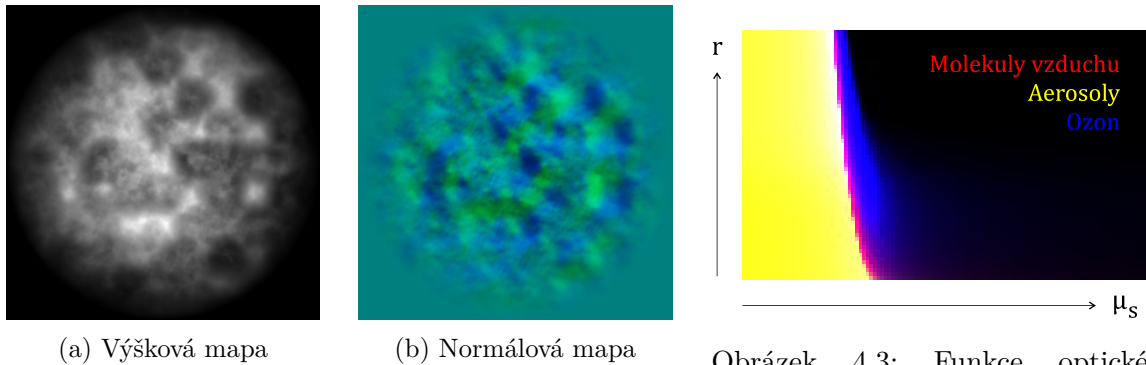 (a) Výšková mapa
(b) Normálová mapa
r
Molekuly vzduchu
Aerosoly
Ozon
μs
Obrázek 4.3: Funkce optické